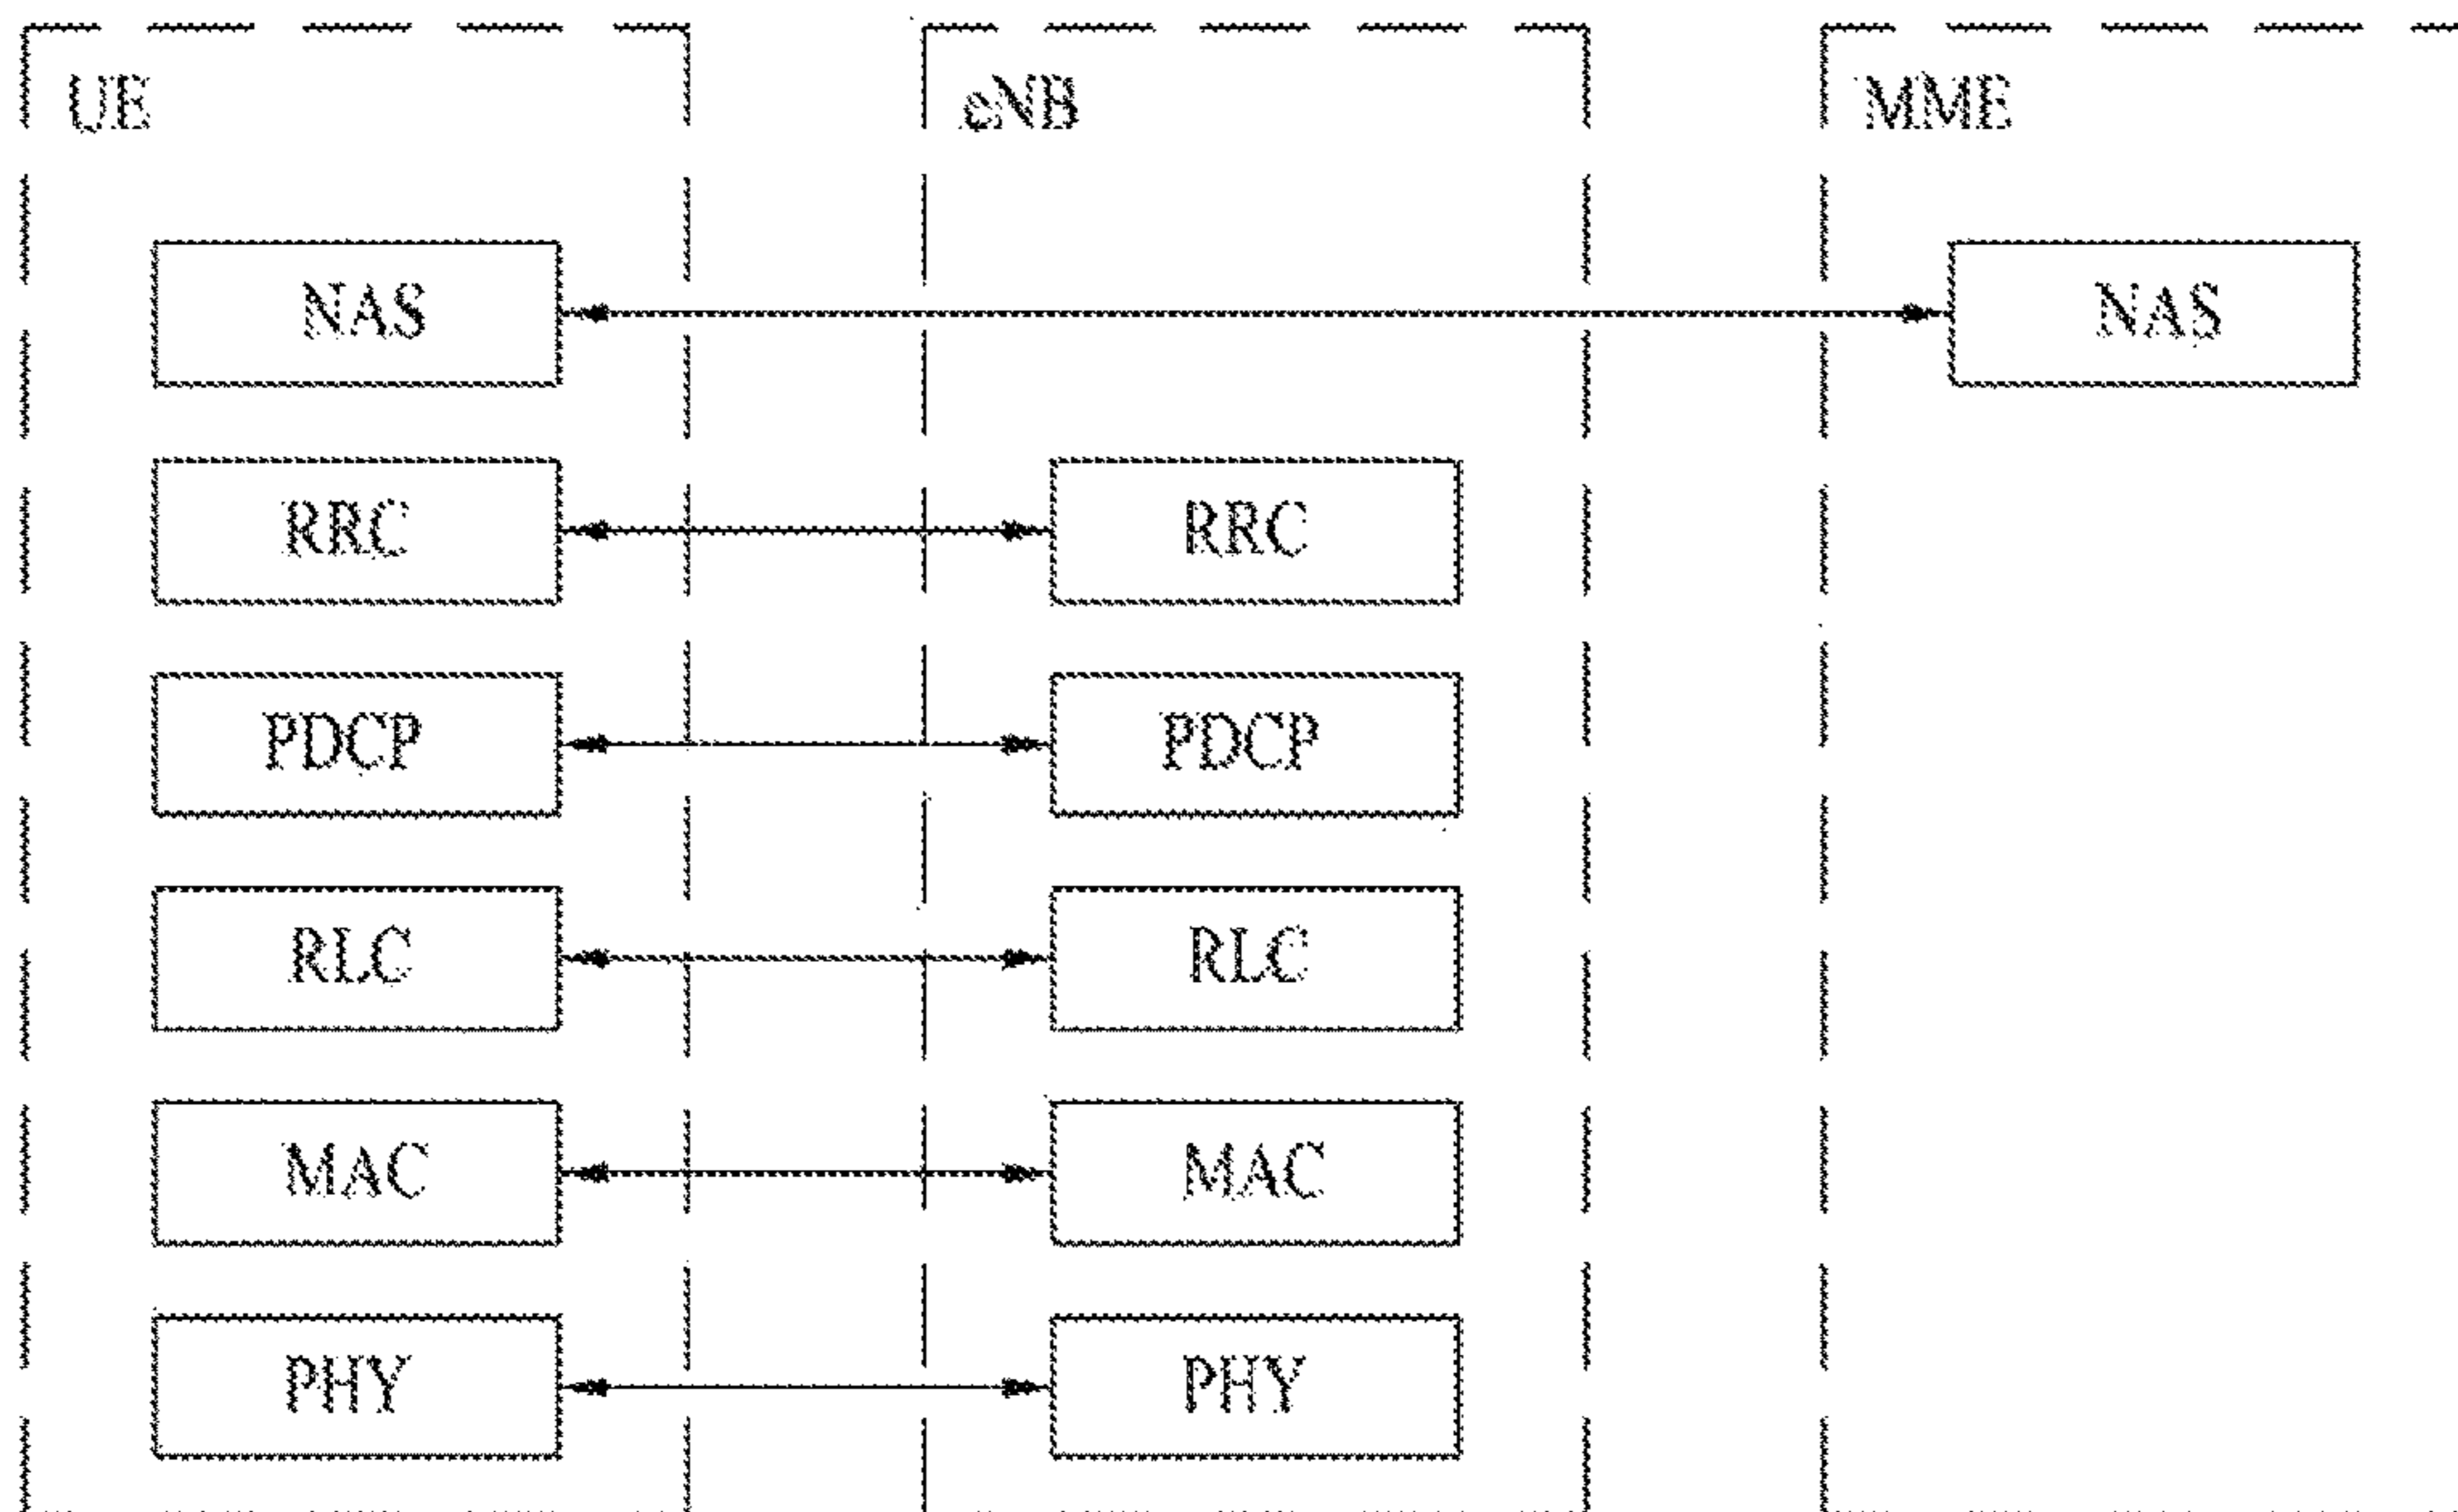 UE eNB MME
NAS NAS
RRC RRC
PDCP PDCP
RLC RLC
MAC MAC
PHY PHY